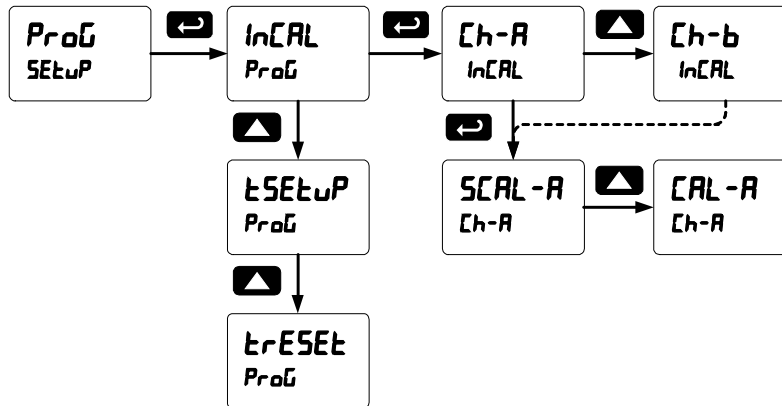 ProG
SEtuP
InCAL
ProG
Ch-A
InCAL
Ch-b
InCAL
tSEtuP
ProG
SCAL-A
Ch-A
CAL-A
Ch-A
trESEt
ProG